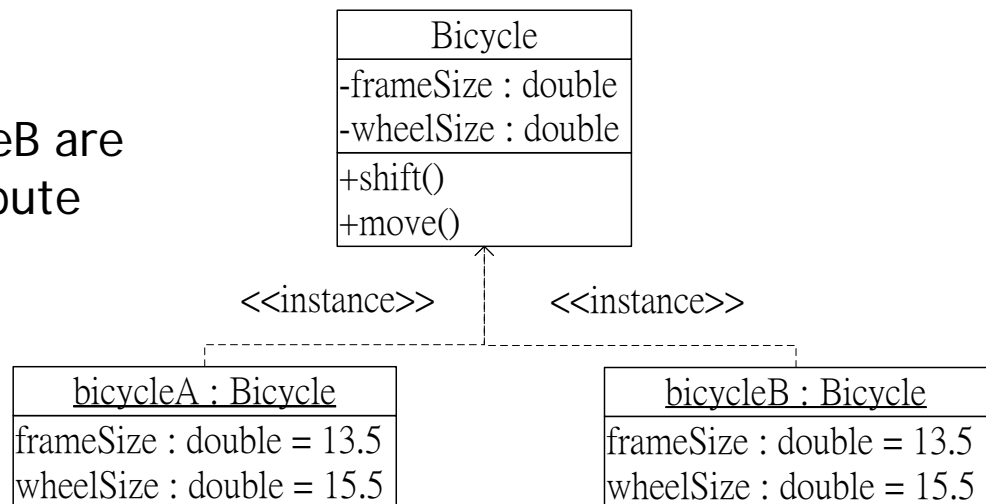 Bicycle
-frameSize : double
-wheelSize : double
+shift()
+move()
eB are
bute
<<instance>>
<<instance>>
bicycleA : Bicycle
frameSize : double = 13.5
wheelSize : double = 15.5
bicycleB : Bicycle
frameSize : double = 13.5
wheelSize : double = 15.5